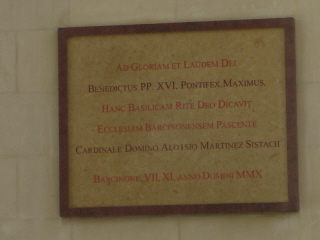 Ad Gloriam et Laudem Dei
Benedictus PP. XVI, Pontifex Maximus,
Hanc Basilicam Rite Deo Dicavit
Ecclesiam Barcinonensem Pascente
Cardinale Domino Aloisio Martinez Sistach
Barcinone, VII, XI, anno Domini MMX